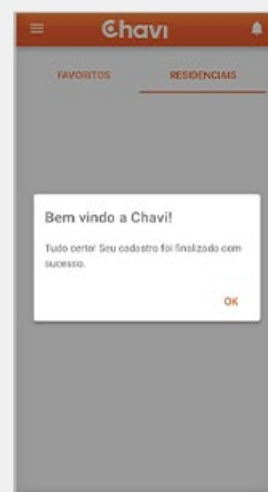 Chavi
FAVORITOS RESIDENCIAIS
Bem vindo a Chavi!
Tudo certo! Seu cadastro foi finalizado com
sucesso.
OK